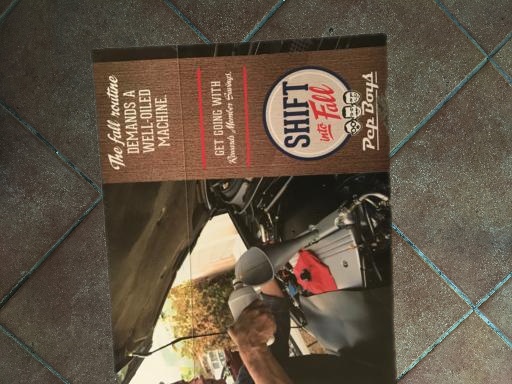 The fall routine
DEMANDS A
WELL-OILED
MACHINE.
GET GOING WITH
Rewards Member Savings.
SHIFT
into Fall
Pep Boys